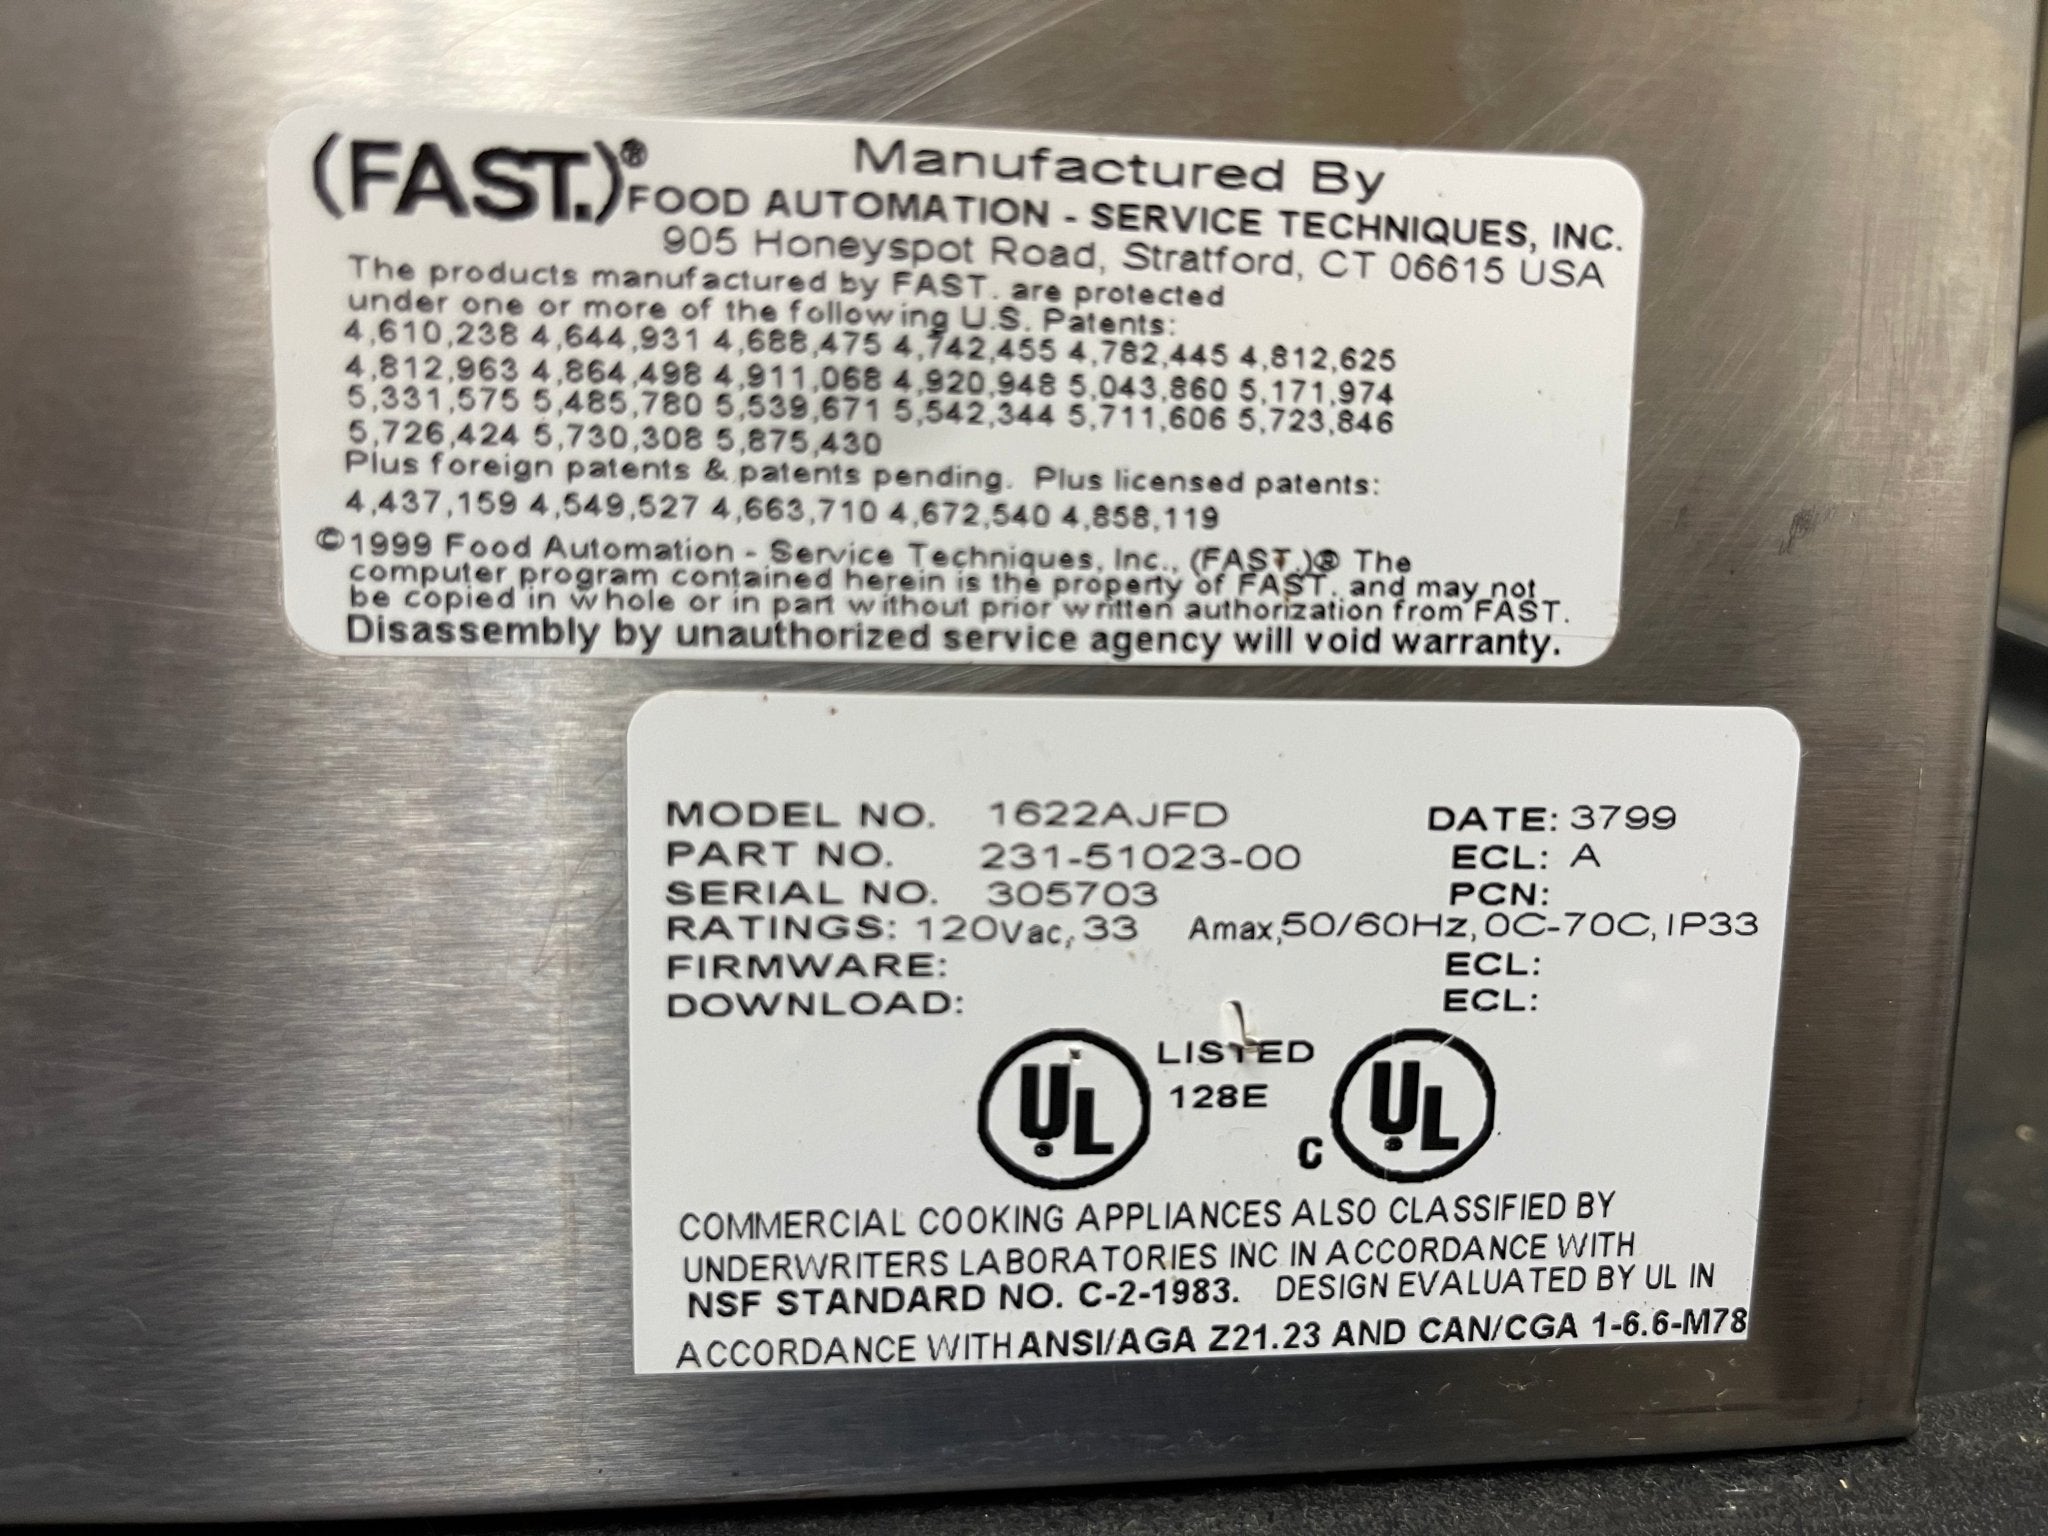 (FAST.)® Manufactured By
FOOD AUTOMATION - SERVICE TECHNIQUES, INC.
905 Honeyspot Road, Stratford, CT 06615 USA
The products manufactured by FAST. are protected
under one or more of the following U.S. Patents:
4,610,238 4,644,931 4,688,475 4,742,455 4,782,445 4,812,625
4,812,963 4,864,498 4,911,068 4,920,948 5,043,860 5,171,974
5,331,575 5,485,780 5,539,671 5,542,344 5,711,606 5,723,846
5,726,424 5,730,308 5,875,430
Plus foreign patents & patents pending. Plus licensed patents:
4,437,159 4,549,527 4,663,710 4,672,540 4,858,119
©1999 Food Automation - Service Techniques, Inc., (FAST.)® The
computer program contained herein is the property of FAST. and may not
be copied in whole or in part without prior written authorization from FAST.
Disassembly by unauthorized service agency will void warranty.
MODEL NO. 1622AJFD DATE: 3799
PART NO. 231-51023-00 ECL: A
SERIAL NO. 305703 PCN:
RATINGS: 120Vac, 33 Amax, 50/60Hz, 0C-70C, IP33
FIRMWARE: ECL:
DOWNLOAD: ECL:
UL LISTED C UL
128E
COMMERCIAL COOKING APPLIANCES ALSO CLASSIFIED BY
UNDERWRITERS LABORATORIES INC IN ACCORDANCE WITH
NSF STANDARD NO. C-2-1983. DESIGN EVALUATED BY UL IN
ACCORDANCE WITH ANSI/AGA Z21.23 AND CAN/CGA 1-6.6-M78